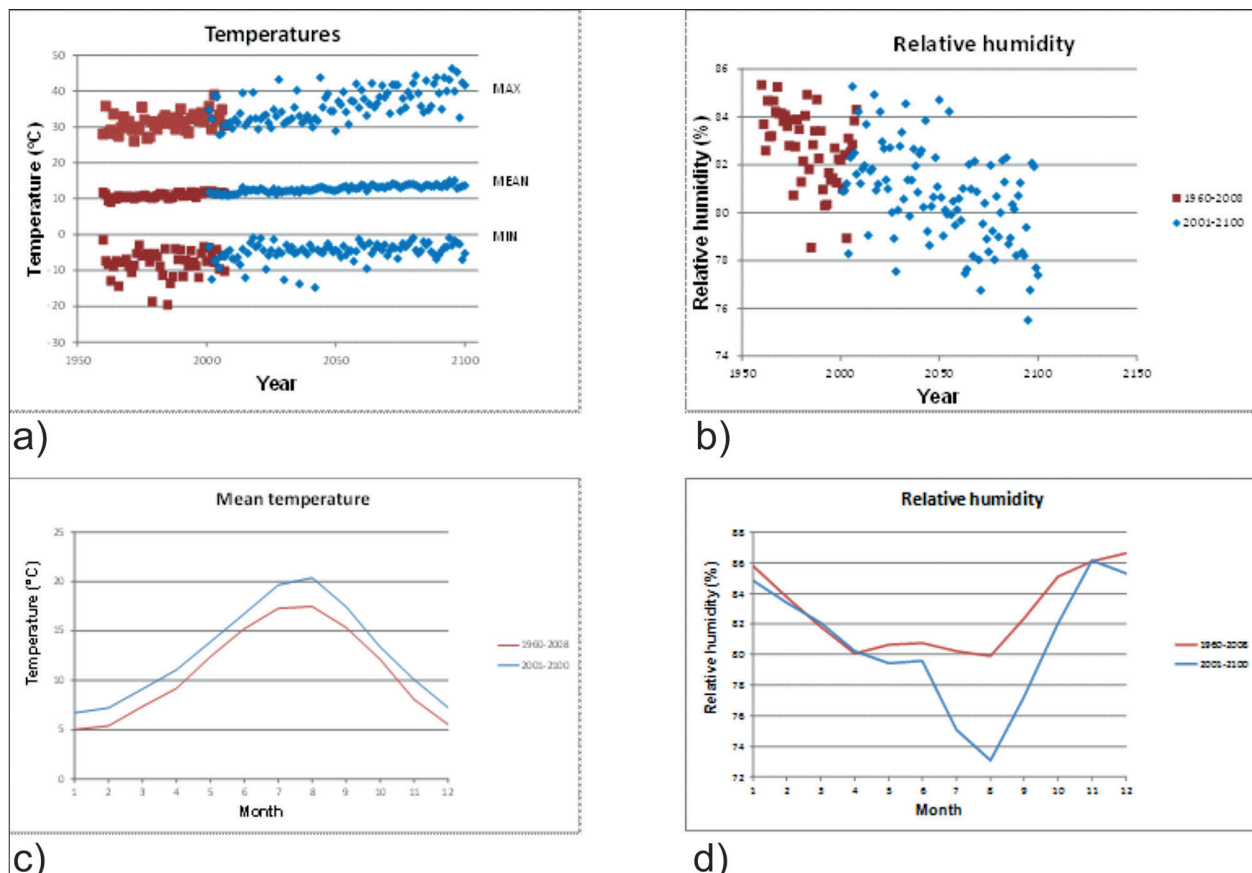 Temperatures
Temperature (°C)
50
40
30
20
10
0
-10
-20
-30
MAX
MEAN
MIN
1950
2000
2050
2100
Year
a)
Relative humidity
Relative humidity (%)
86
84
82
80
78
76
74
1960-2008
2001-2100
1950
2000
2050
2100
2150
Year
b)
Mean temperature
Temperature (°C)
25
20
15
10
5
0
1960-2008
2001-2100
1 2 3 4 5 6 7 8 9 10 11 12
Month
c)
Relative humidity
Relative humidity (%)
88
86
84
82
80
78
76
74
72
1960-2008
2001-2100
1 2 3 4 5 6 7 8 9 10 11 12
Month
d)